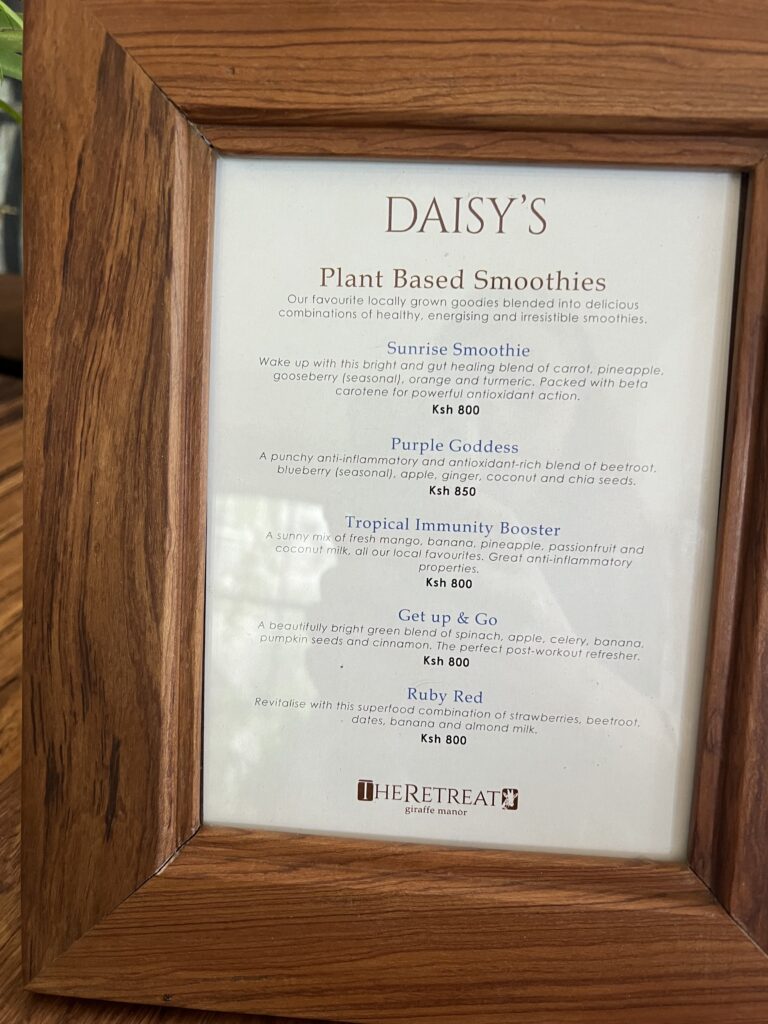 DAISY'S
Plant Based Smoothies
Our favourite locally grown goodies blended into delicious
combinations of healthy, energising and irresistible smoothies.
Sunrise Smoothie
Wake up with this bright and gut healing blend of carrot, pineapple,
gooseberry (seasonal), orange and turmeric. Packed with beta
carotene for powerful antioxidant action.
Ksh 800
Purple Goddess
A punchy anti-inflammatory and antioxidant-rich blend of beetroot,
blueberry (seasonal), apple, ginger, coconut and chia seeds.
Ksh 850
Tropical Immunity Booster
A sunny mix of fresh mango, banana, pineapple, passionfruit and
coconut milk, all our local favourites. Great anti-inflammatory
properties.
Ksh 800
Get up & Go
A beautifully bright green blend of spinach, apple, celery, banana,
pumpkin seeds and cinnamon. The perfect post-workout refresher.
Ksh 800
Ruby Red
Revitalise with this superfood combination of strawberries, beetroot,
dates, banana and almond milk.
Ksh 800
THE RETREAT
giraffe manor